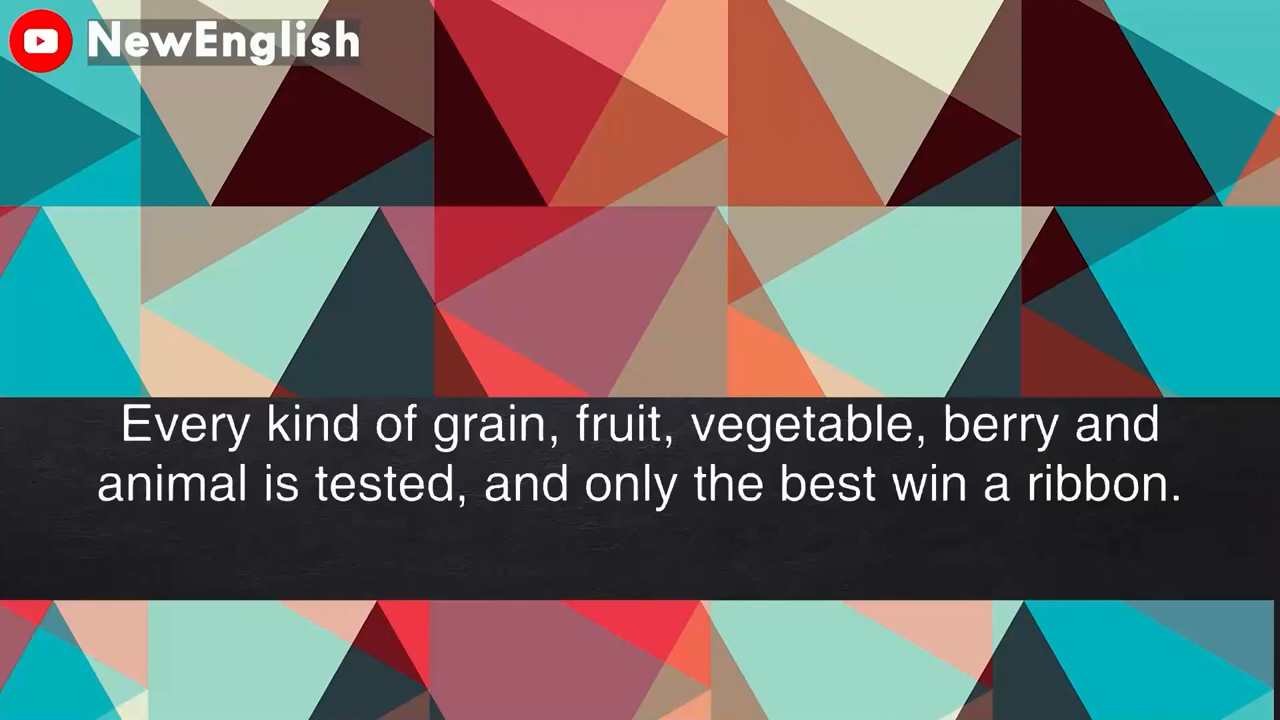 NewEnglish
Every kind of grain, fruit, vegetable, berry and
animal is tested, and only the best win a ribbon.